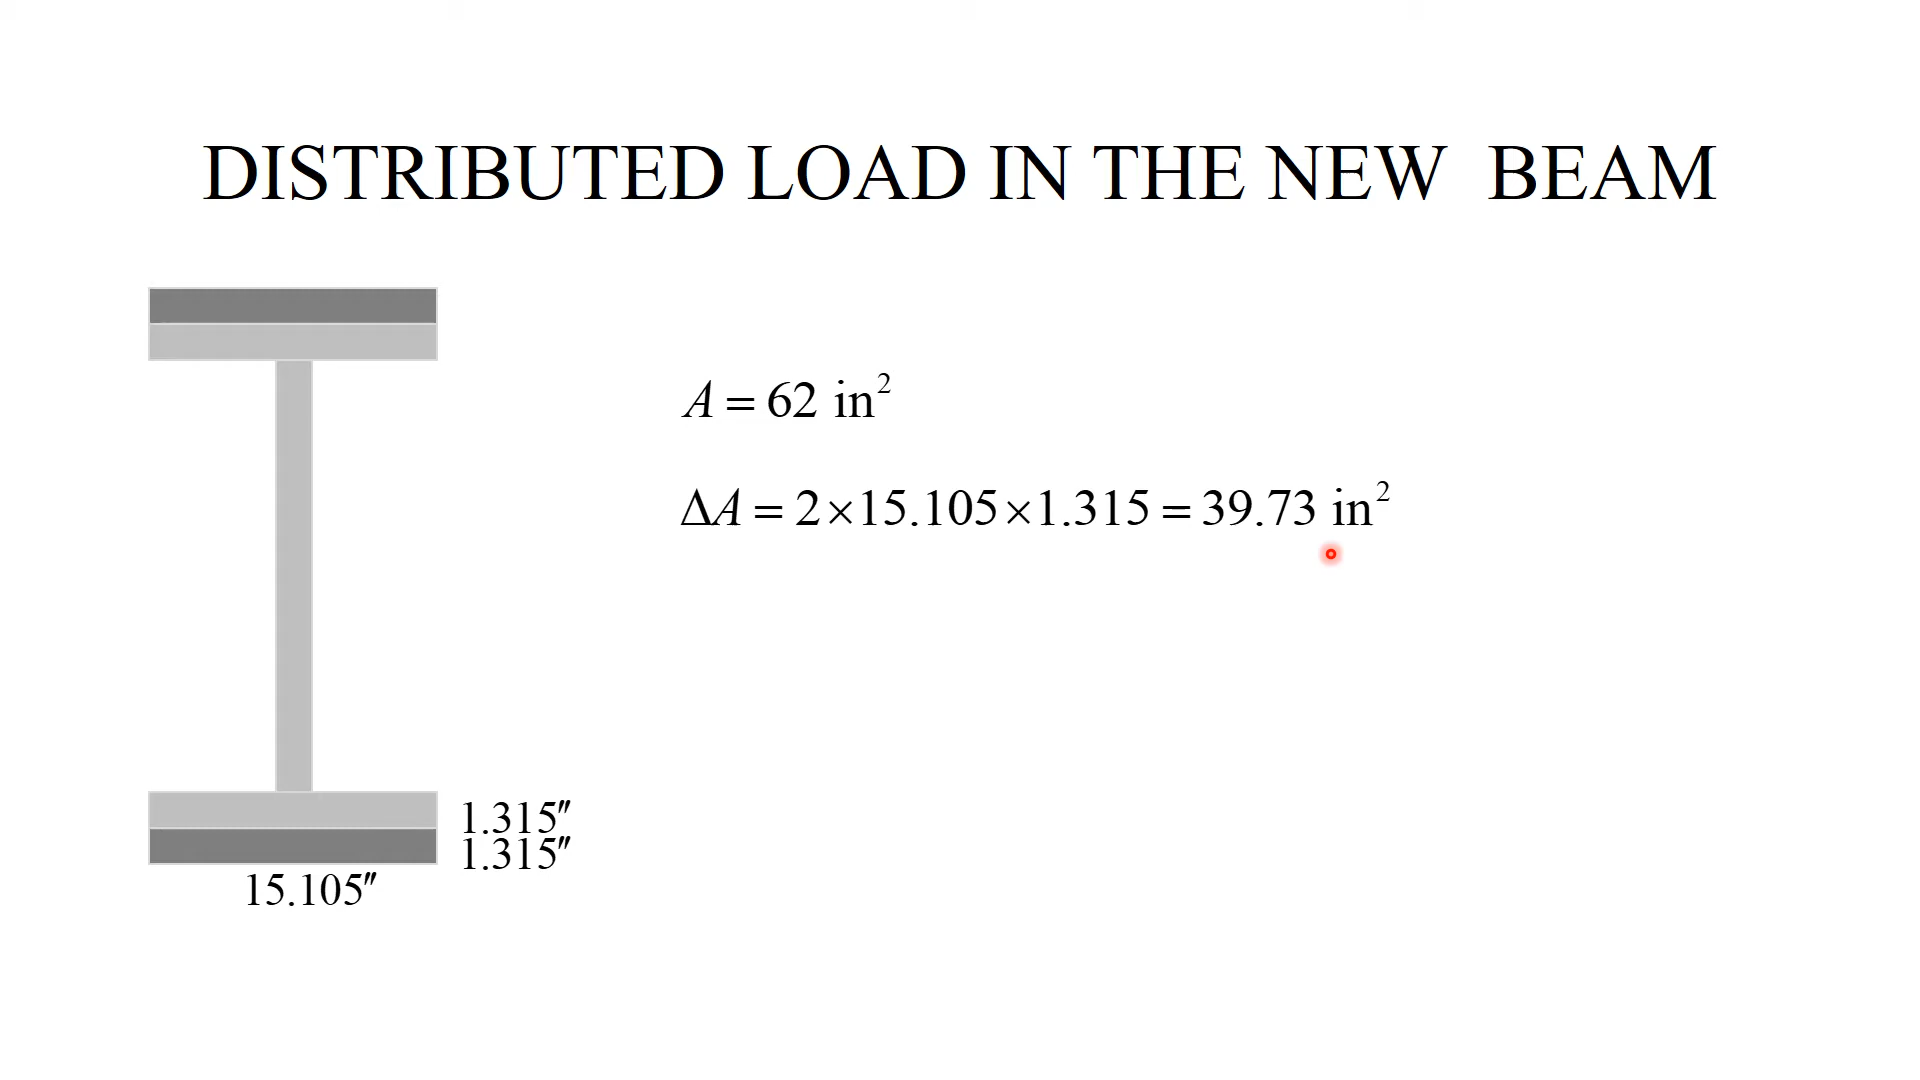 DISTRIBUTED LOAD IN THE NEW BEAM
A = 62 in²
ΔA = 2×15.105×1.315 = 39.73 in²
1.315″
1.315″
15.105″